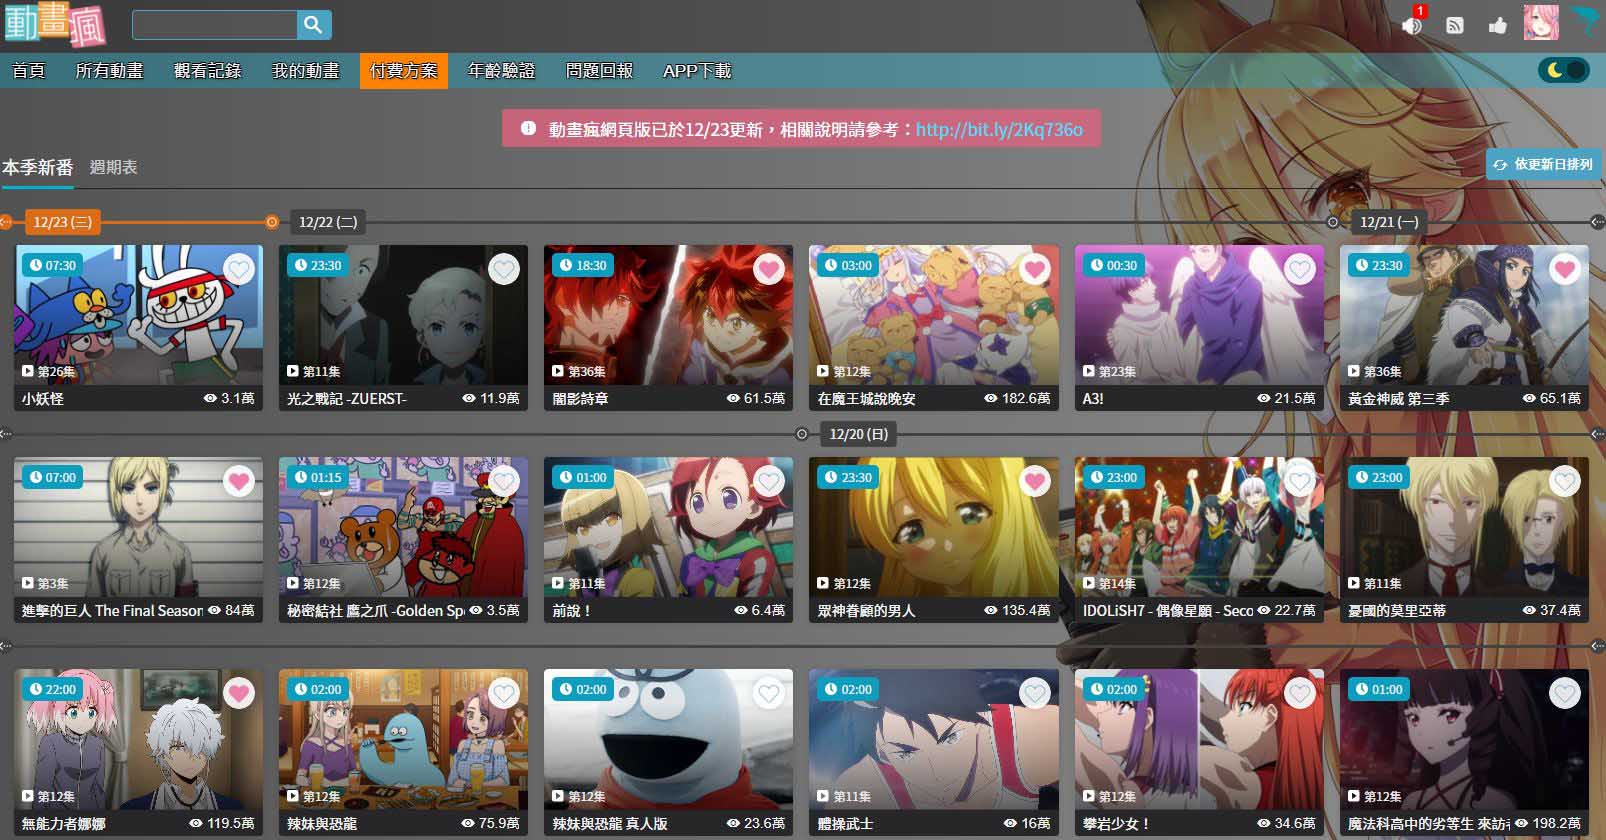 動畫瘋
1
首頁 所有動畫 觀看記錄 我的動畫 付費方案 年齡驗證 問題回報 APP下載
動畫瘋網頁版已於12/23更新，相關說明請參考：http://bit.ly/2Kq736o
本季新番 週期表 依更新日排列
12/23 (三) 12/22 (二) 12/21 (一)
07:30 23:30 18:30 03:00 00:30 23:30
第26集 第11集 第36集 第12集 第23集 第36集
小妖怪 3.1萬 光之戰記 -ZUERST- 11.9萬 闇影詩章 61.5萬 在魔王城說晚安 182.6萬 A3! 21.5萬 黃金神威 第三季 65.1萬
12/20 (日)
07:00 01:15 01:00 23:30 23:00 23:00
第3集 第12集 第11集 第12集 第14集 第11集
進擊的巨人 The Final Season 84萬 秘密結社 鷹之爪 -Golden Sp 3.5萬 前說！ 6.4萬 眾神眷顧的男人 135.4萬 IDOLiSH7 - 偶像星願 - Seco 22.7萬 憂國的莫里亞蒂 37.4萬
22:00 02:00 02:00 02:00 02:00 01:00
第12集 第12集 第12集 第11集 第12集 第12集
無能力者娜娜 119.5萬 辣妹與恐龍 75.9萬 辣妹與恐龍 真人版 23.6萬 體操武士 16萬 攀岩少女！ 34.6萬 魔法科高中的劣等生 來訪 198.2萬